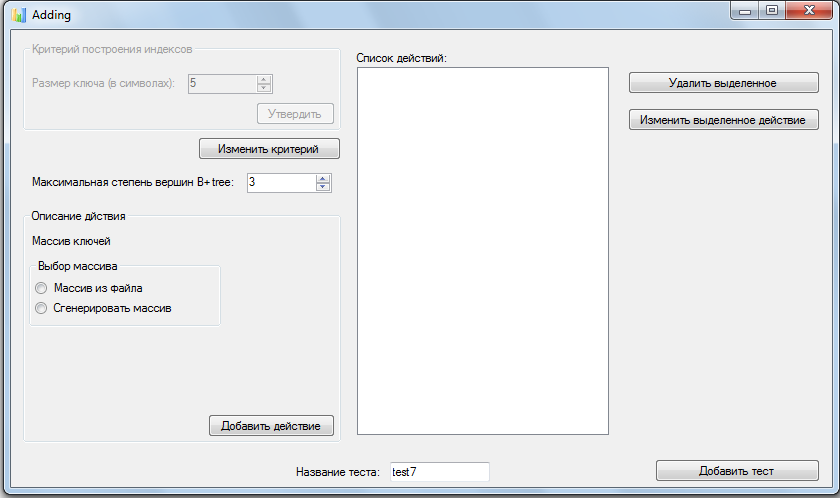 Adding
Критерий построения индексов
Размер ключа (в символах): 5
Утвердить
Изменить критерий
Максимальная степень вершин B+ tree: 3
Описание дйствия
Массив ключей
Выбор массива
Массив из файла
Сгенерировать массив
Добавить действие
Список действий:
Удалить выделенное
Изменить выделенное действие
Название теста: test7
Добавить тест